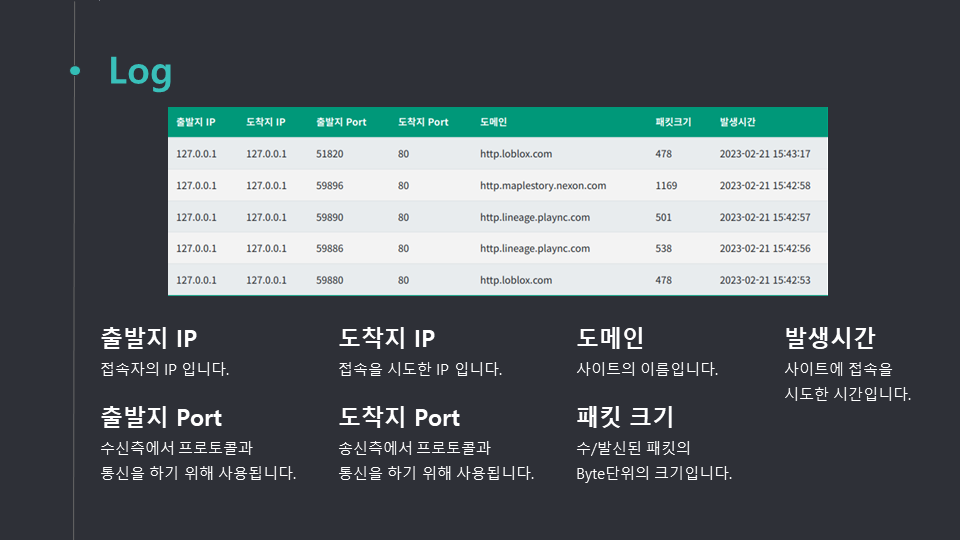 Log
출발지 IP 도착지 IP 출발지 Port 도착지 Port 도메인 패킷크기 발생시간
127.0.0.1 127.0.0.1 51820 80 http.loblox.com 478 2023-02-21 15:43:17
127.0.0.1 127.0.0.1 59896 80 http.maplestory.nexon.com 1169 2023-02-21 15:42:58
127.0.0.1 127.0.0.1 59890 80 http.lineage.plaync.com 501 2023-02-21 15:42:57
127.0.0.1 127.0.0.1 59886 80 http.lineage.plaync.com 538 2023-02-21 15:42:56
127.0.0.1 127.0.0.1 59880 80 http.loblox.com 478 2023-02-21 15:42:53
출발지 IP
접속자의 IP 입니다.
도착지 IP
접속을 시도한 IP 입니다.
도메인
사이트의 이름입니다.
발생시간
사이트에 접속을
시도한 시간입니다.
출발지 Port
수신측에서 프로토콜과
통신을 하기 위해 사용됩니다.
도착지 Port
송신측에서 프로토콜과
통신을 하기 위해 사용됩니다.
패킷 크기
수/발신된 패킷의
Byte단위의 크기입니다.